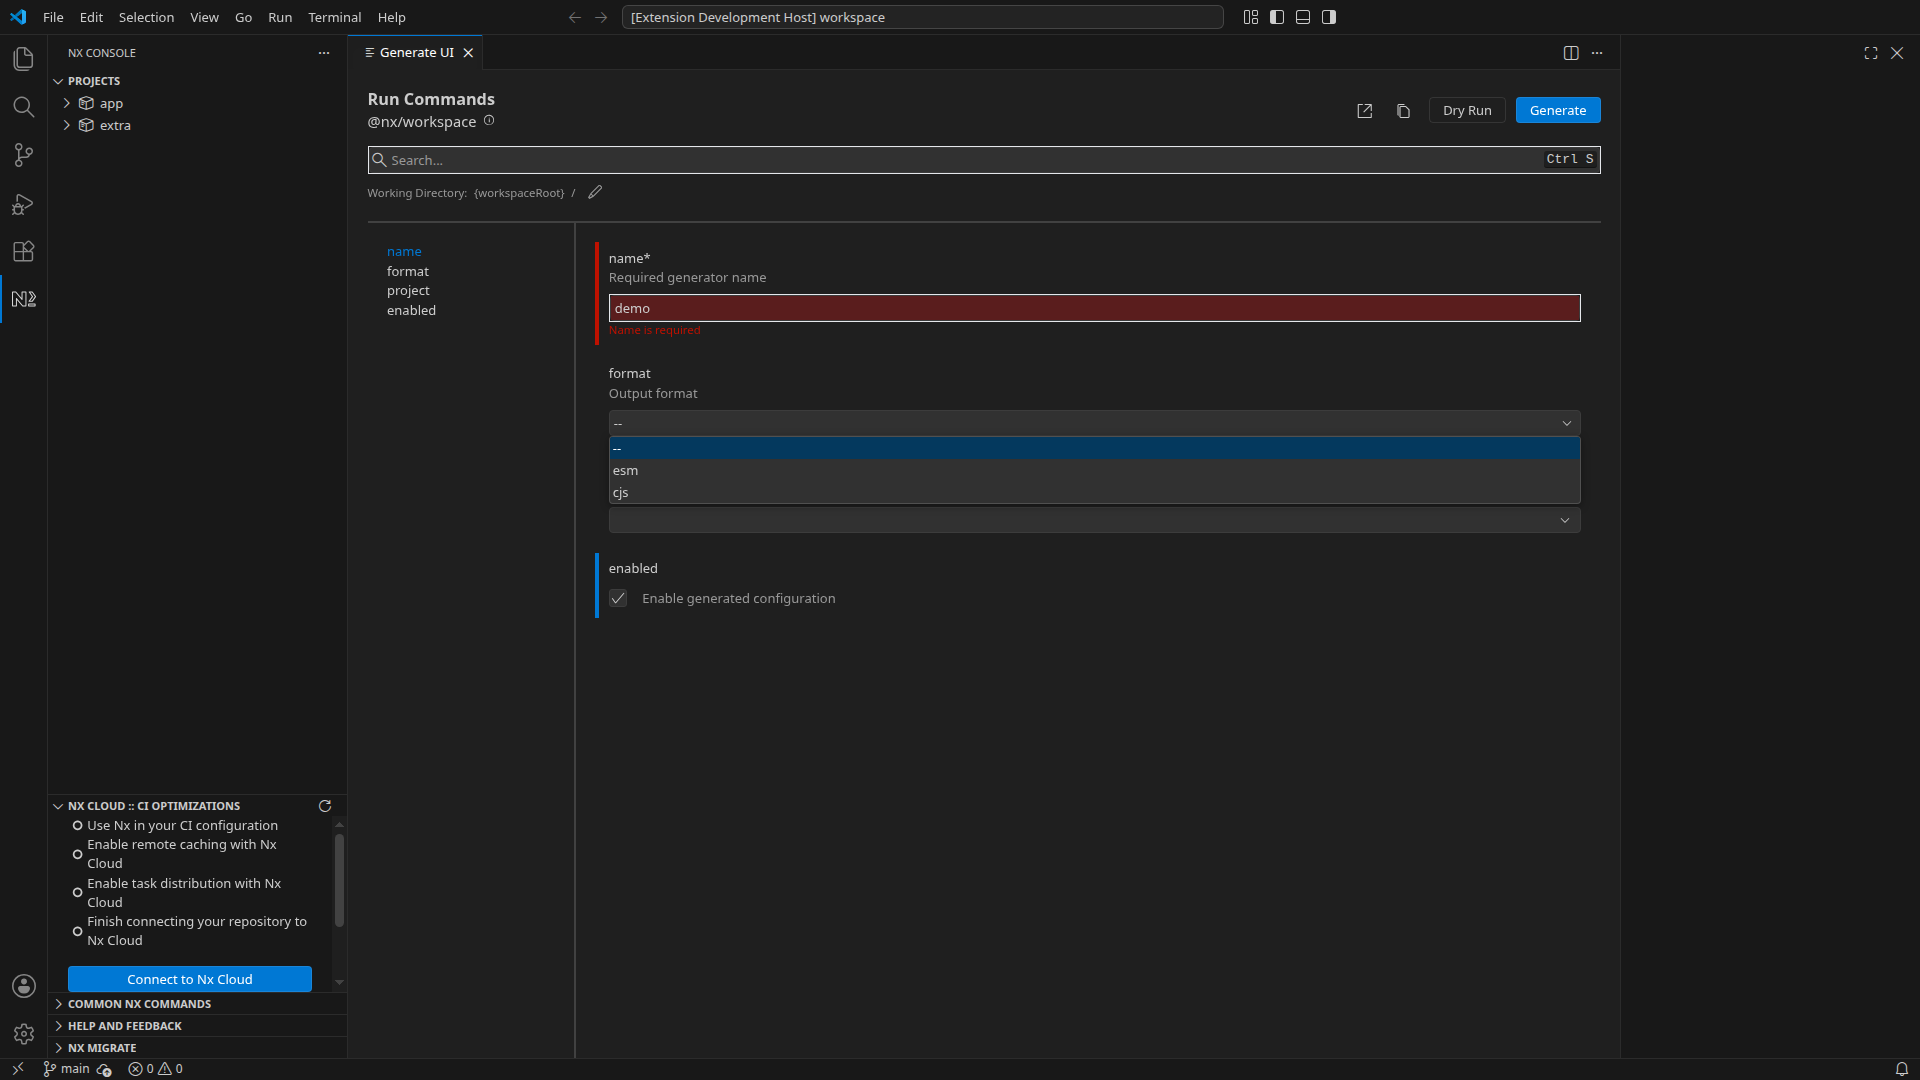 File Edit Selection View Go Run Terminal Help
[Extension Development Host] workspace
NX CONSOLE
PROJECTS
app
extra
NX CLOUD :: CI OPTIMIZATIONS
Use Nx in your CI configuration
Enable remote caching with Nx
Cloud
Enable task distribution with Nx
Cloud
Finish connecting your repository to
Nx Cloud
Connect to Nx Cloud
COMMON NX COMMANDS
HELP AND FEEDBACK
NX MIGRATE
Generate UI
Run Commands
@nx/workspace
Dry Run
Generate
Search...
Ctrl S
Working Directory: {workspaceRoot} /
name
format
project
enabled
name*
Required generator name
demo
Name is required
format
Output format
--
--
esm
cjs
enabled
Enable generated configuration
main
0
0